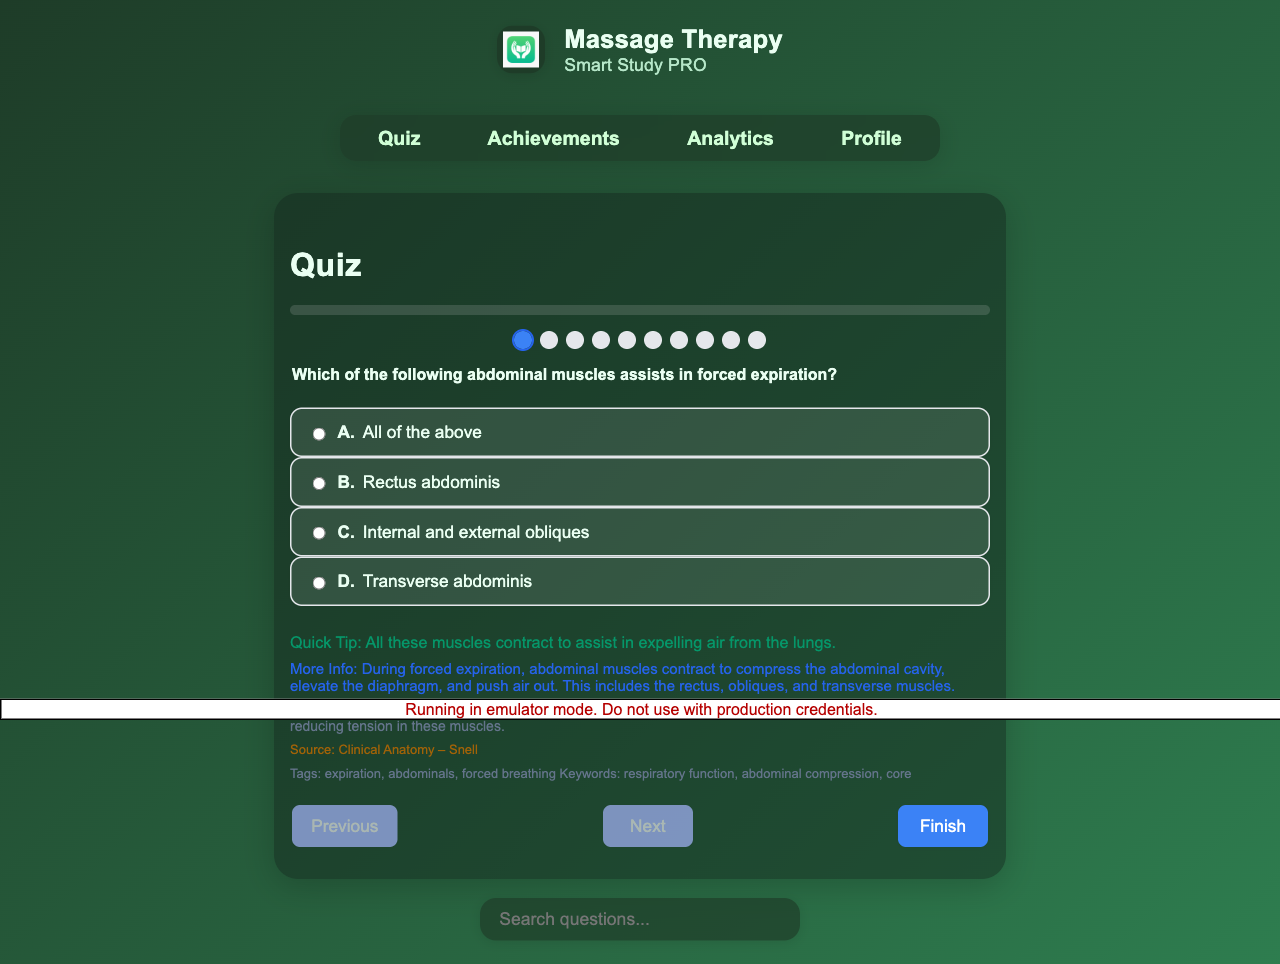 Massage Therapy
Smart Study PRO
Quiz Achievements Analytics Profile
Quiz
Which of the following abdominal muscles assists in forced expiration?
A. All of the above
B. Rectus abdominis
C. Internal and external obliques
D. Transverse abdominis
Quick Tip: All these muscles contract to assist in expelling air from the lungs.
More Info: During forced expiration, abdominal muscles contract to compress the abdominal cavity,
elevate the diaphragm, and push air out. This includes the rectus, obliques, and transverse muscles.
Running in emulator mode. Do not use with production credentials.
reducing tension in these muscles.
Source: Clinical Anatomy – Snell
Tags: expiration, abdominals, forced breathing Keywords: respiratory function, abdominal compression, core
Previous Next Finish
Search questions...